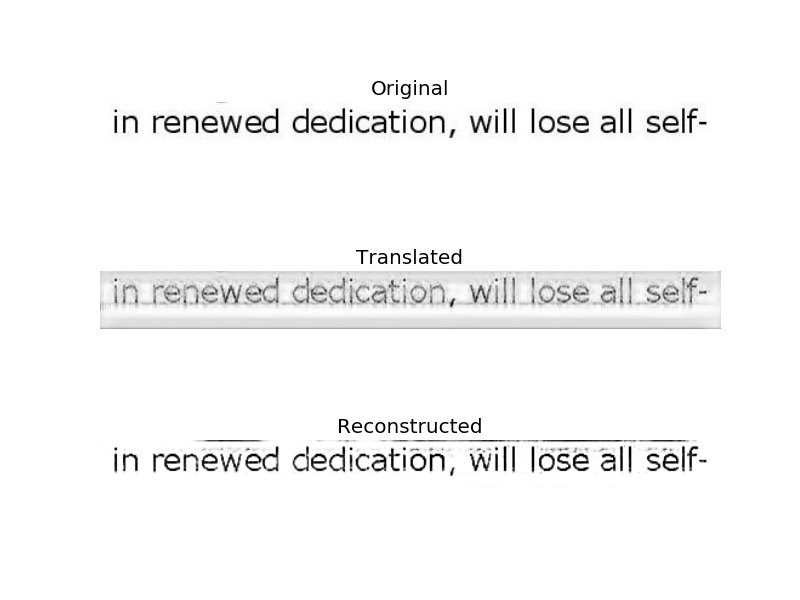 Original
in renewed dedication, will lose all self-
Translated
in renewed dedication, will lose all self-
Reconstructed
in renewed dedication, will lose all self-